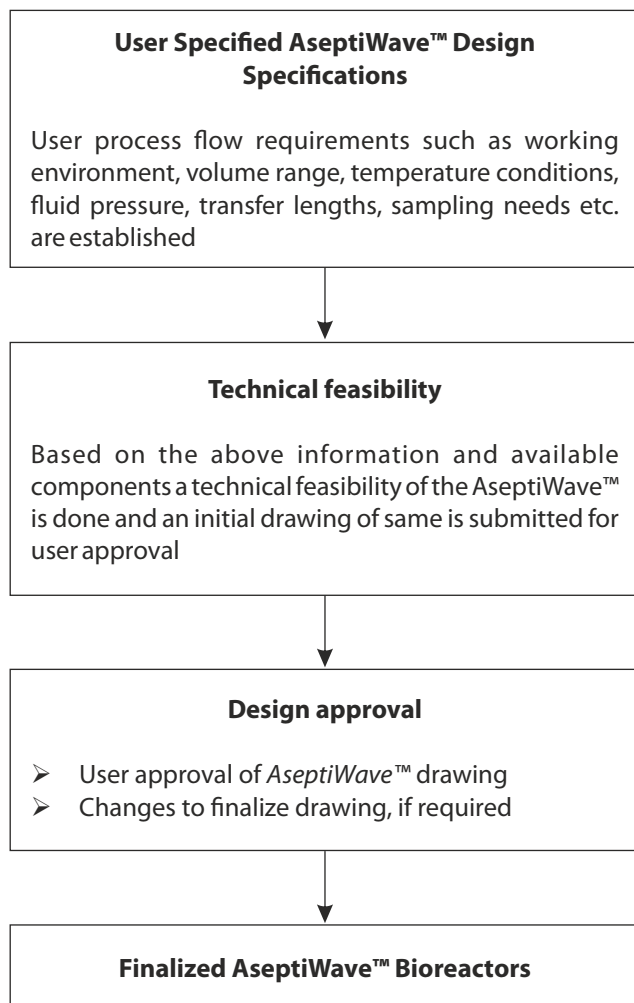 User Specified AseptiWave™ Design
Specifications
User process flow requirements such as working
environment, volume range, temperature conditions,
fluid pressure, transfer lengths, sampling needs etc.
are established
Technical feasibility
Based on the above information and available
components a technical feasibility of the AseptiWave™
is done and an initial drawing of same is submitted for
user approval
Design approval
➢ User approval of AseptiWave™ drawing
➢ Changes to finalize drawing, if required
Finalized AseptiWave™ Bioreactors